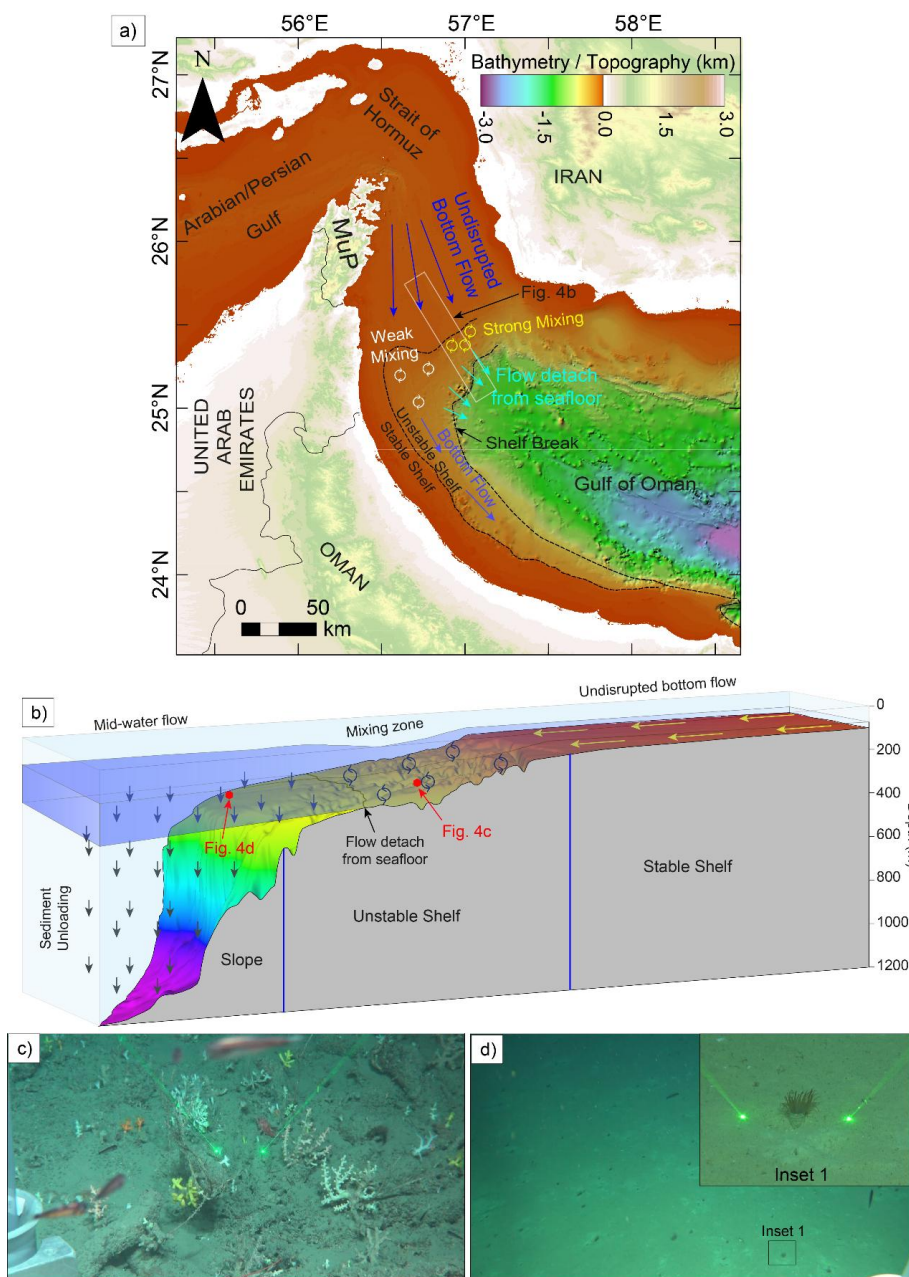 a)
56°E
57°E
58°E
N
Bathymetry / Topography (km)
-3.0
-1.5
0.0
1.5
3.0
27°N
26°N
25°N
24°N
Strait of
Hormuz
IRAN
Arabian/Persian
Gulf
MuP
Undisrupted
Bottom Flow
Fig. 4b
Strong Mixing
Weak
Mixing
Flow detach
from seafloor
Shelf Break
UNITED
ARAB
EMIRATES
Unstable Shelf
Stable Shelf
Bottom Flow
Gulf of Oman
OMAN
0 50
km
b)
Mid-water flow
Mixing zone
Undisrupted bottom flow
0
200
400
600
800
1000
1200
Fig. 4d
Flow detach
from seafloor
Fig. 4c
Sediment
Unloading
Slope
Unstable Shelf
Stable Shelf
c)
d)
Inset 1
Inset 1